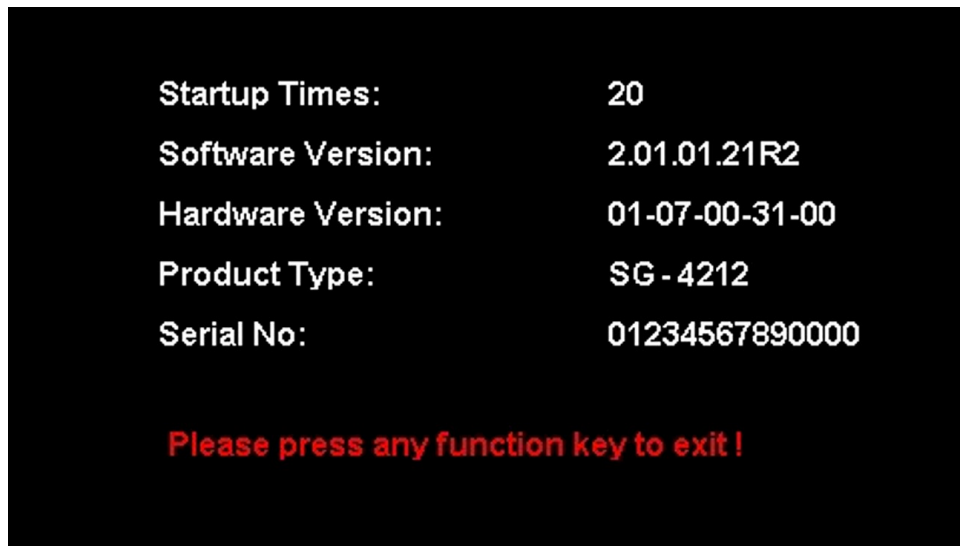 Startup Times: 20
Software Version: 2.01.01.21R2
Hardware Version: 01-07-00-31-00
Product Type: SG-4212
Serial No: 01234567890000
Please press any function key to exit!